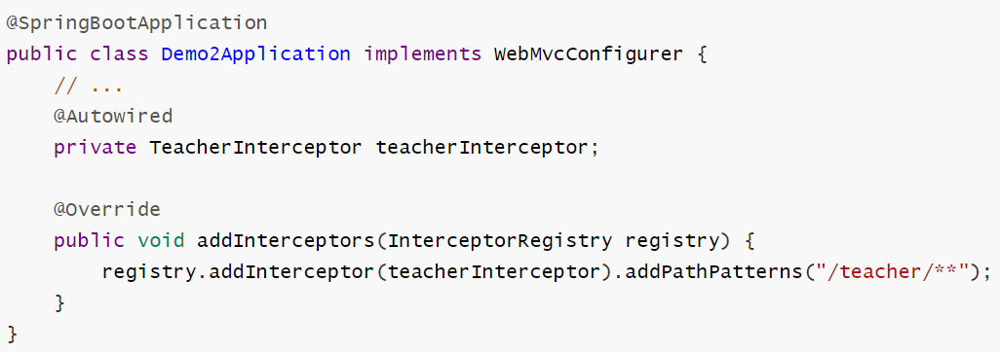 @SpringBootApplication
public class Demo2Application implements WebMvcConfigurer {
    // ...
    @Autowired
    private TeacherInterceptor teacherInterceptor;

    @Override
    public void addInterceptors(InterceptorRegistry registry) {
        registry.addInterceptor(teacherInterceptor).addPathPatterns("/teacher/**");
    }
}